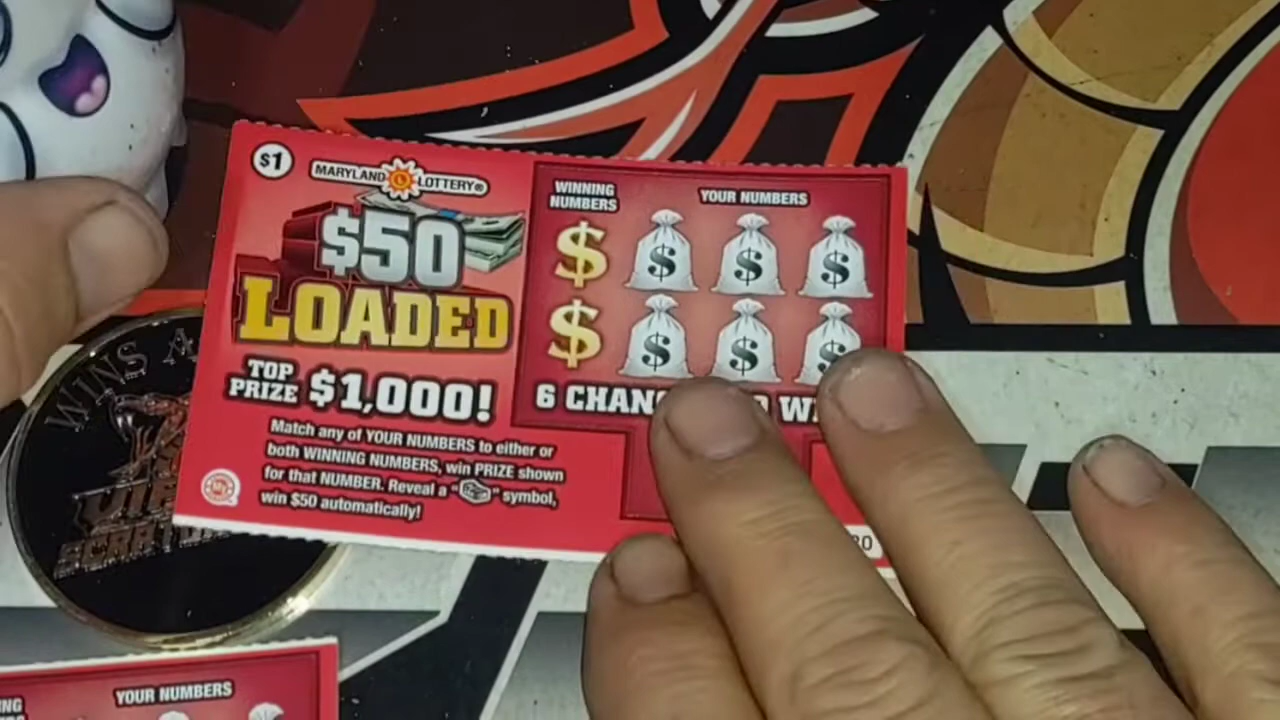 $1
MARYLAND LOTTERY®
$50
LOADED
TOP
PRIZE $1,000!
Match any of YOUR NUMBERS to either or
both WINNING NUMBERS, win PRIZE shown
for that NUMBER. Reveal a " " symbol,
win $50 automatically!
WINNING
NUMBERS
YOUR NUMBERS
$ $ $ $
$ $ $ $
6
WINS
YOUR NUMBERS